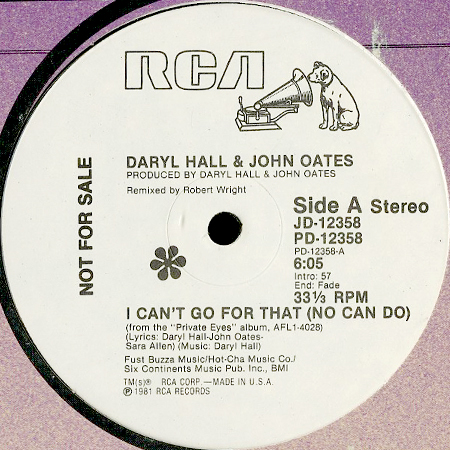 RCA
NOT FOR SALE
DARYL HALL & JOHN OATES
PRODUCED BY DARYL HALL & JOHN OATES
Remixed by Robert Wright
Side A Stereo
JD-12358
PD-12358
PD-12358-A
6:05
Intro: 57
End: Fade
33⅓ RPM
I CAN'T GO FOR THAT (NO CAN DO)
(from the "Private Eyes" album, AFL1-4028)
(Lyrics: Daryl Hall-John Oates-
Sara Allen) (Music: Daryl Hall)
Fust Buzza Music/Hot-Cha Music Co./
Six Continents Music Pub. Inc., BMI
TM(s)® RCA CORP.—MADE IN U.S.A.
℗ 1981 RCA RECORDS